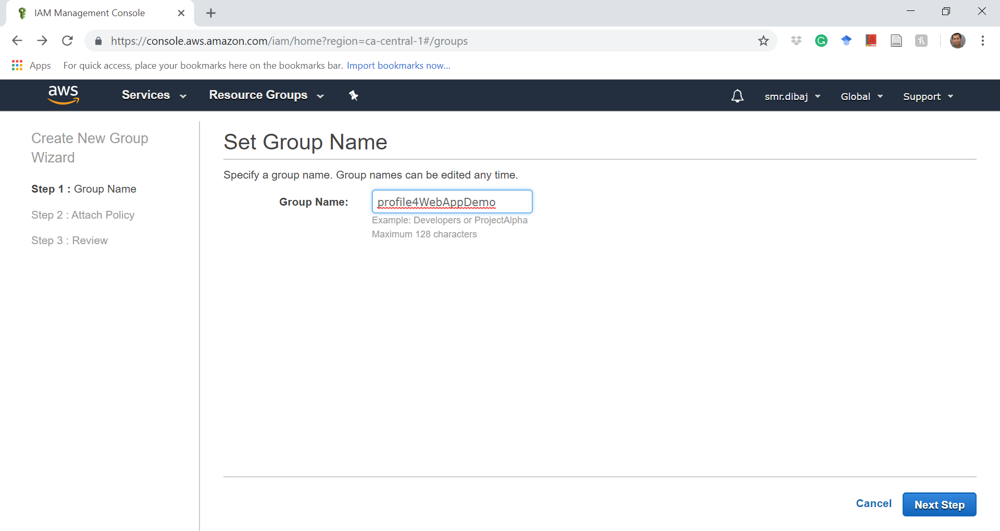 IAM Management Console
https://console.aws.amazon.com/iam/home?region=ca-central-1#/groups
Apps For quick access, place your bookmarks here on the bookmarks bar. Import bookmarks now...
aws Services Resource Groups smr.dibaj Global Support
Create New Group
Wizard
Step 1 : Group Name
Step 2 : Attach Policy
Step 3 : Review
Set Group Name
Specify a group name. Group names can be edited any time.
Group Name: profile4WebAppDemo
Example: Developers or ProjectAlpha
Maximum 128 characters
Cancel Next Step